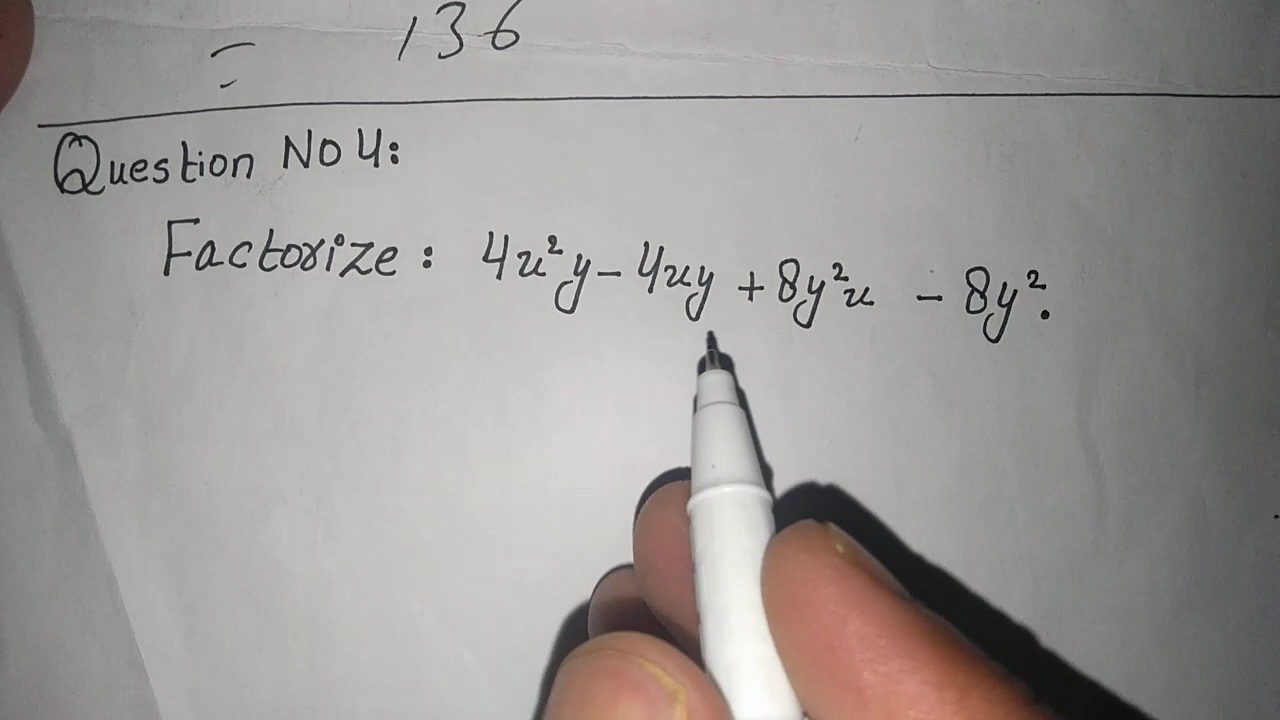 = 136
Question No 4:
Factorize: 4x²y - 4xy + 8y²x - 8y².